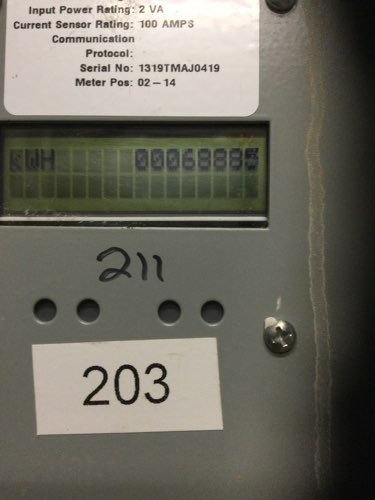 Input Power Rating: 2 VA
Current Sensor Rating: 100 AMPS
Communication
Protocol:
Serial No: 1319TMAJ0419
Meter Pos: 02-14
KWH
211
203